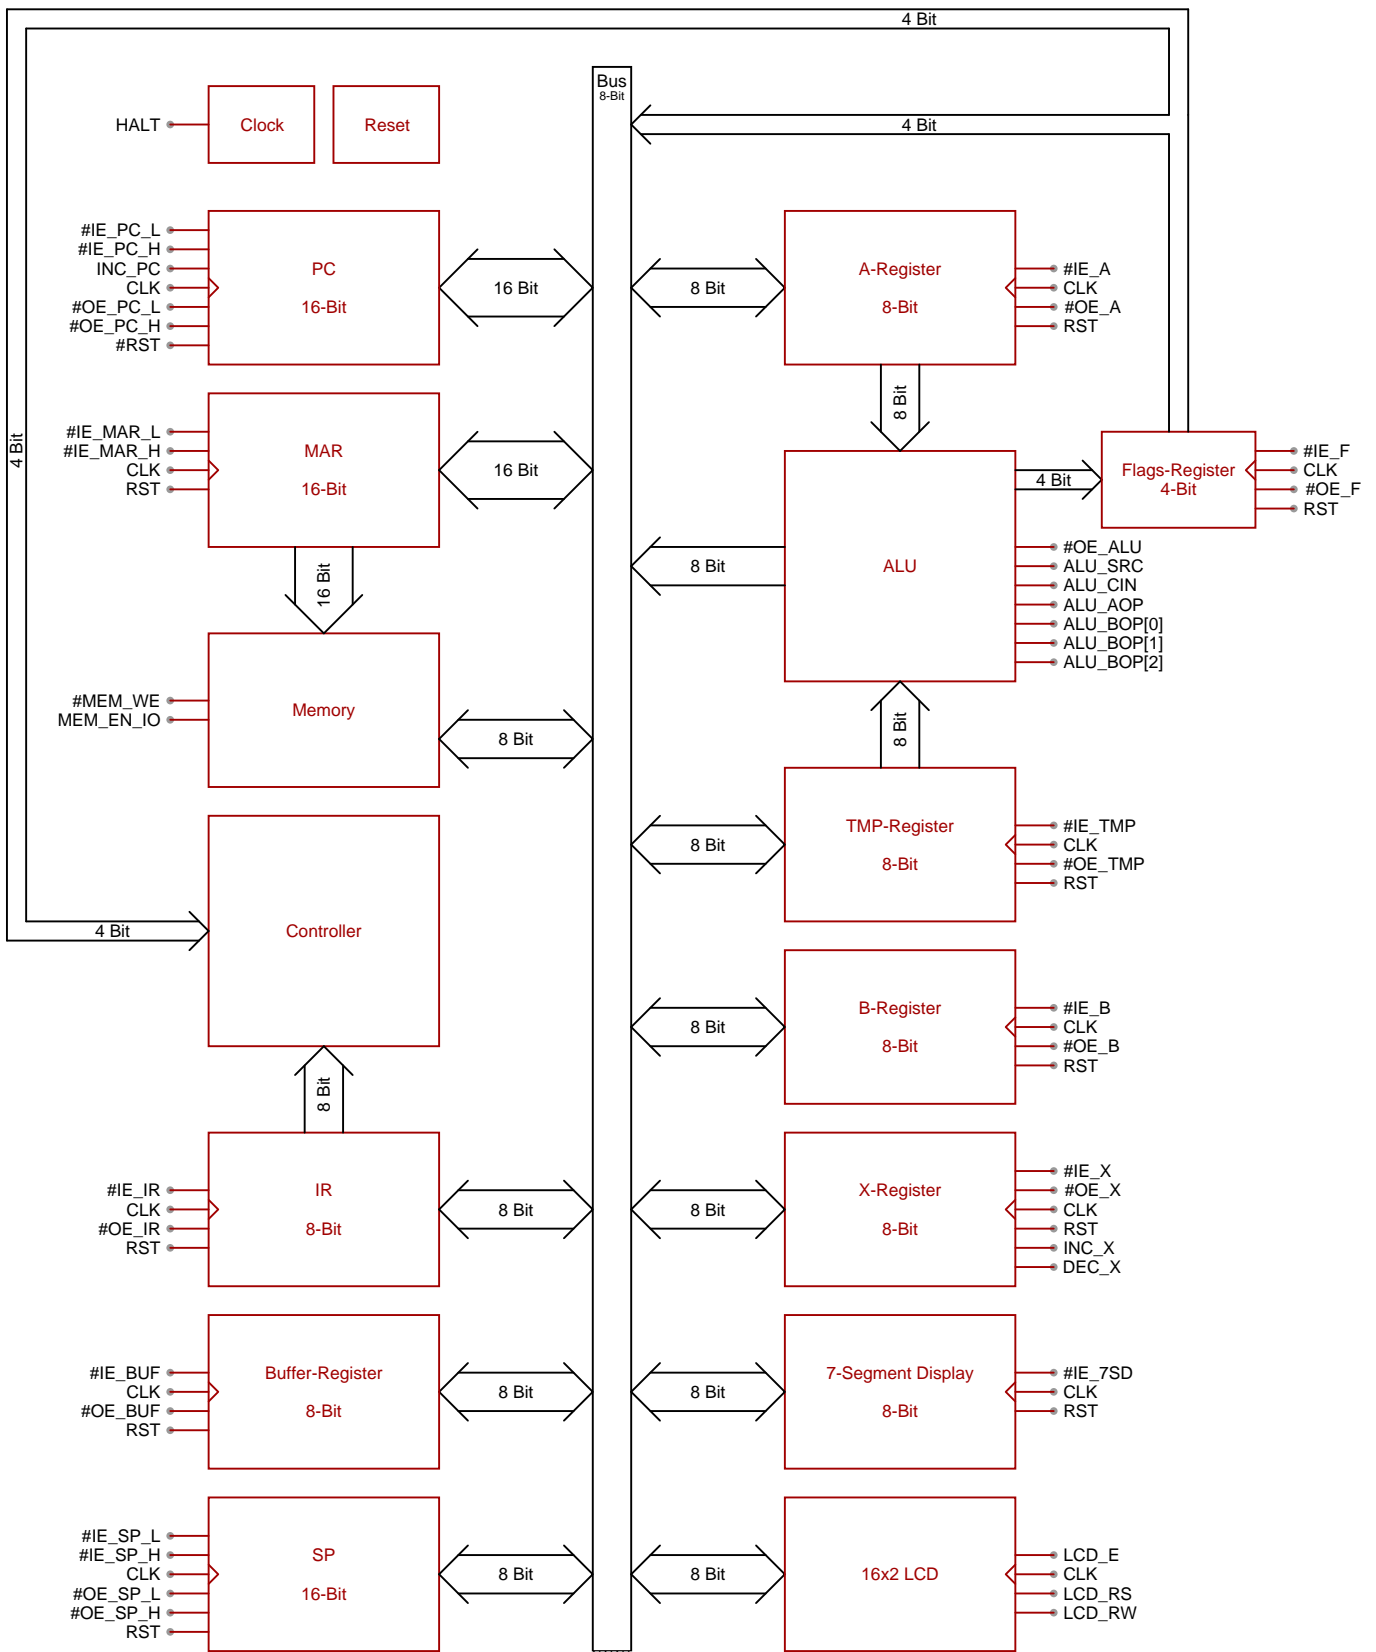 4 Bit
Bus
8-Bit
HALT
Clock
Reset
4 Bit
#IE_PC_L
#IE_PC_H
INC_PC
CLK
#OE_PC_L
#OE_PC_H
#RST
PC
16-Bit
16 Bit
8 Bit
A-Register
8-Bit
#IE_A
CLK
#OE_A
RST
8 Bit
4 Bit
#IE_MAR_L
#IE_MAR_H
CLK
RST
MAR
16-Bit
16 Bit
16 Bit
4 Bit
Flags-Register
4-Bit
#IE_F
CLK
#OE_F
RST
8 Bit
ALU
#OE_ALU
ALU_SRC
ALU_CIN
ALU_AOP
ALU_BOP[0]
ALU_BOP[1]
ALU_BOP[2]
#MEM_WE
MEM_EN_IO
Memory
8 Bit
8 Bit
8 Bit
TMP-Register
8-Bit
#IE_TMP
CLK
#OE_TMP
RST
4 Bit
Controller
8 Bit
8 Bit
B-Register
8-Bit
#IE_B
CLK
#OE_B
RST
#IE_IR
CLK
#OE_IR
RST
IR
8-Bit
8 Bit
8 Bit
X-Register
8-Bit
#IE_X
#OE_X
CLK
RST
INC_X
DEC_X
#IE_BUF
CLK
#OE_BUF
RST
Buffer-Register
8-Bit
8 Bit
8 Bit
7-Segment Display
8-Bit
#IE_7SD
CLK
RST
#IE_SP_L
#IE_SP_H
CLK
#OE_SP_L
#OE_SP_H
RST
SP
16-Bit
8 Bit
8 Bit
16x2 LCD
LCD_E
CLK
LCD_RS
LCD_RW